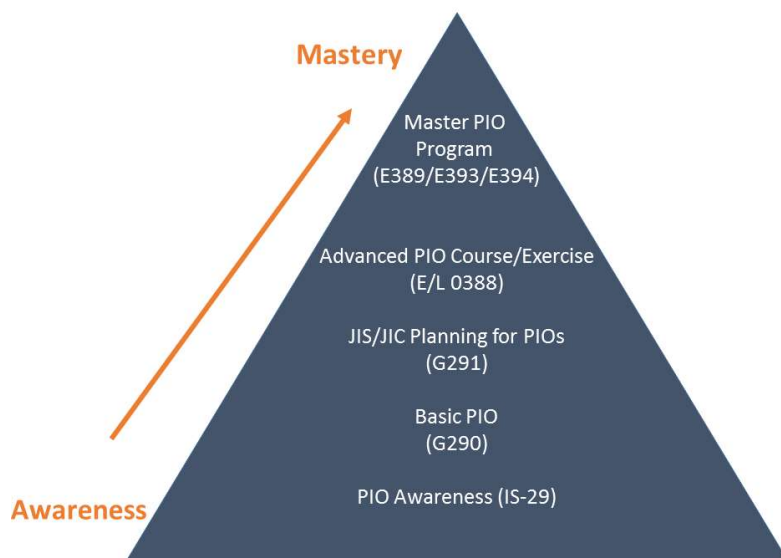 Mastery
Master PIO
Program
(E389/E393/E394)
Advanced PIO Course/Exercise
(E/L 0388)
JIS/JIC Planning for PIOs
(G291)
Basic PIO
(G290)
PIO Awareness (IS-29)
Awareness